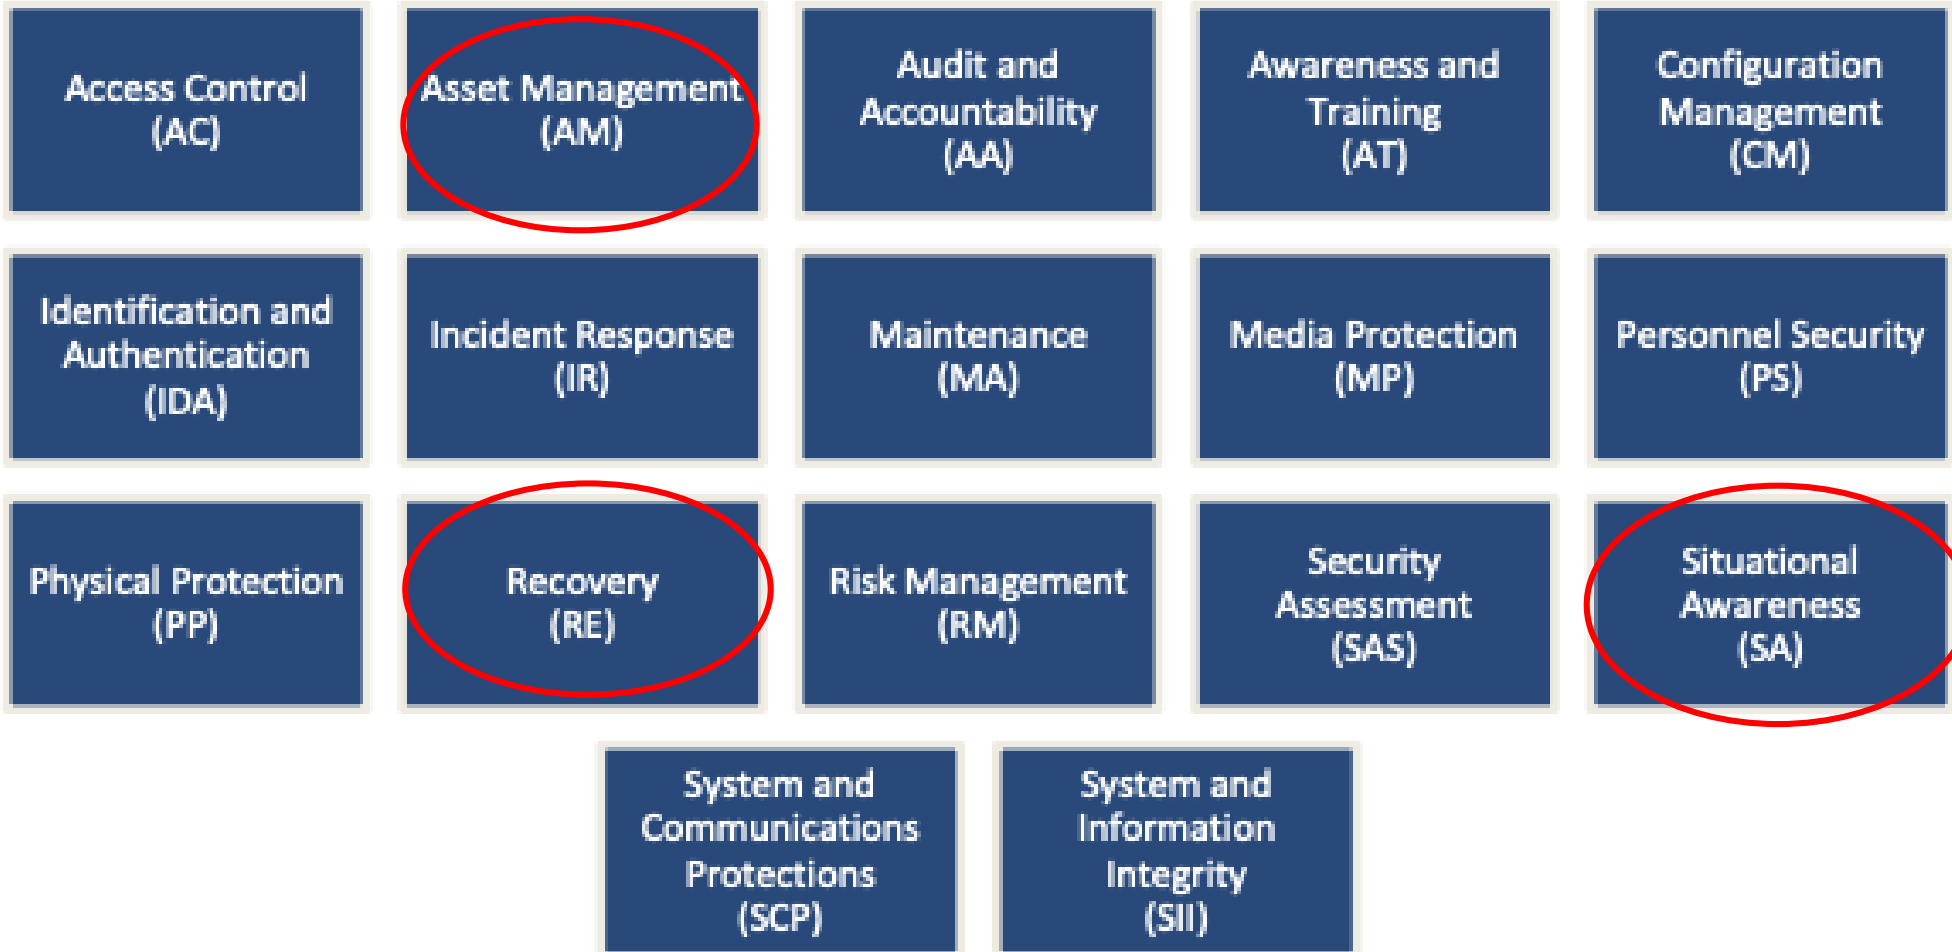 Access Control
(AC)
Asset Management
(AM)
Audit and
Accountability
(AA)
Awareness and
Training
(AT)
Configuration
Management
(CM)
Identification and
Authentication
(IDA)
Incident Response
(IR)
Maintenance
(MA)
Media Protection
(MP)
Personnel Security
(PS)
Physical Protection
(PP)
Recovery
(RE)
Risk Management
(RM)
Security
Assessment
(SAS)
Situational
Awareness
(SA)
System and
Communications
Protections
(SCP)
System and
Information
Integrity
(SII)